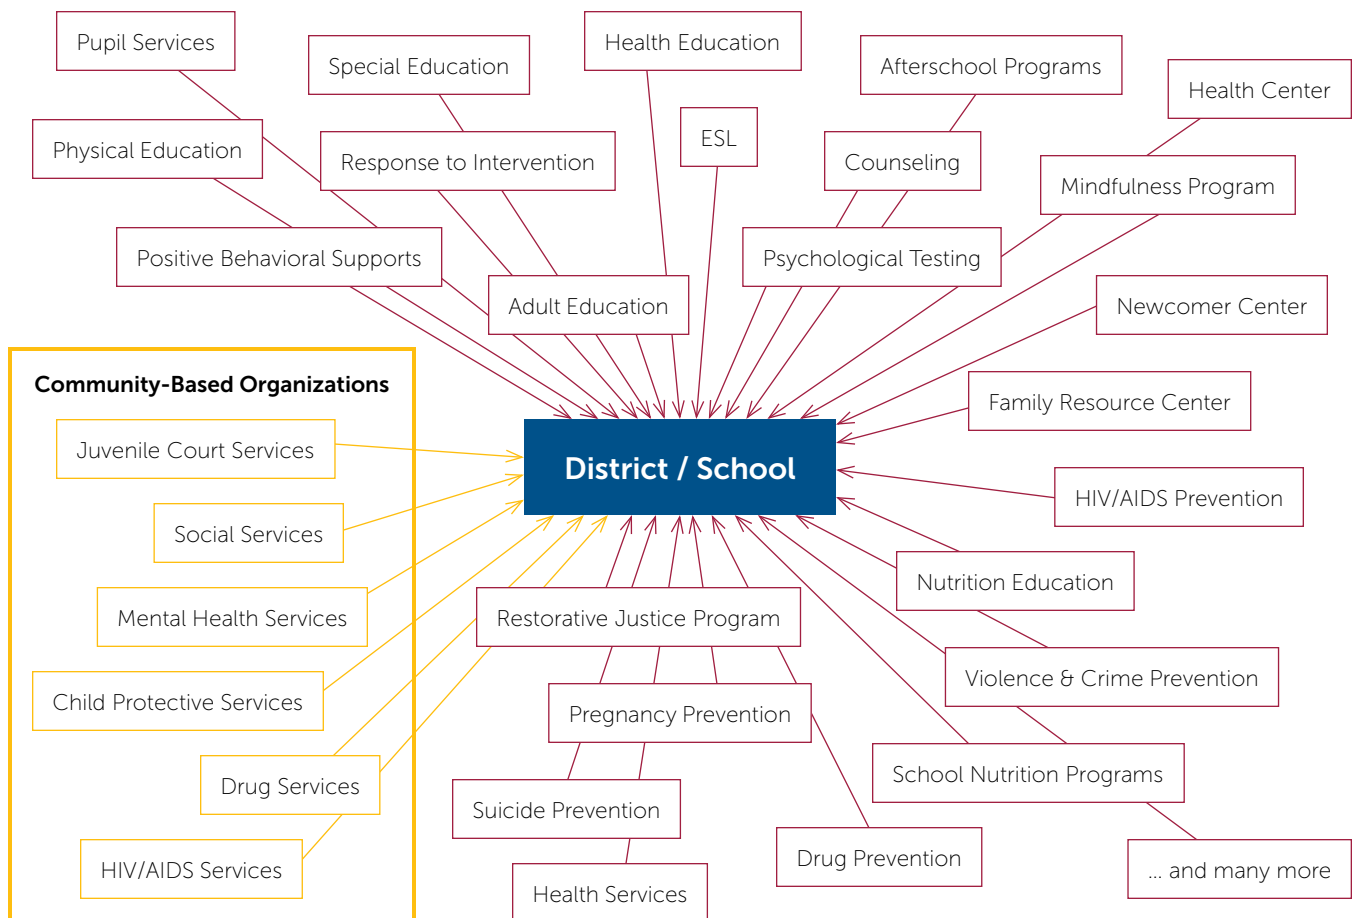 Pupil Services
Special Education
Health Education
Afterschool Programs
Health Center
Physical Education
Response to Intervention
ESL
Counseling
Mindfulness Program
Positive Behavioral Supports
Adult Education
Psychological Testing
Newcomer Center
Community-Based Organizations
Family Resource Center
Juvenile Court Services
District / School
HIV/AIDS Prevention
Social Services
Nutrition Education
Mental Health Services
Restorative Justice Program
Violence & Crime Prevention
Child Protective Services
Pregnancy Prevention
School Nutrition Programs
Drug Services
Suicide Prevention
Drug Prevention
HIV/AIDS Services
Health Services
... and many more